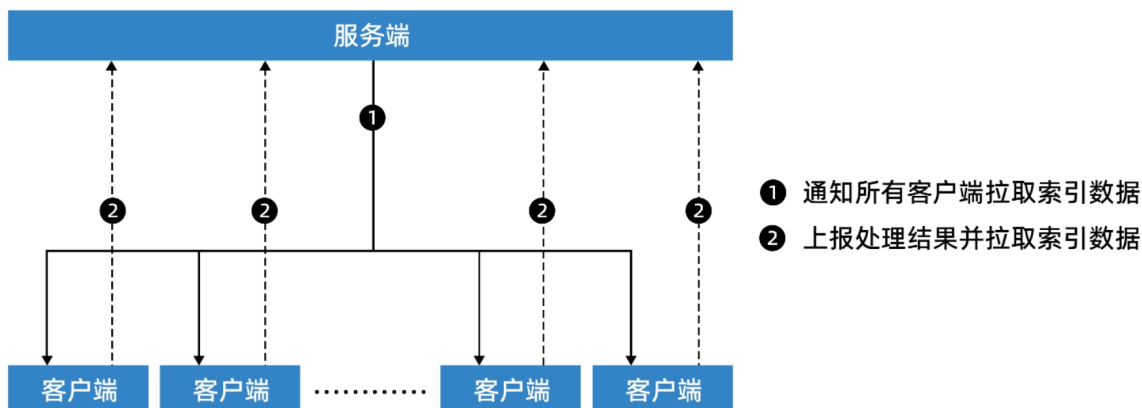 服务端
❶
❷ ❷ ❷ ❷
❶ 通知所有客户端拉取索引数据
❷ 上报处理结果并拉取索引数据
客户端 客户端 ………… 客户端 客户端